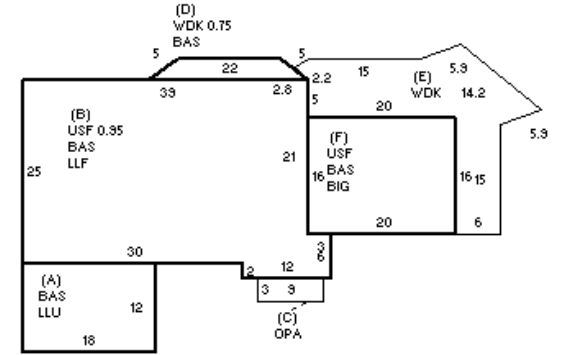 (D)
WDK 0.75
BAS
5
22
5
2.2
15
(E)
WDK
5.9
14.2
5.9
39
2.8
5
20
(B)
USF 0.95
BAS
LLF
25
21
(F)
USF
BAS
BIG
16
16
15
20
6
30
3
6
2
12
(A)
BAS
LLU
12
18
3
9
(C)
OPA